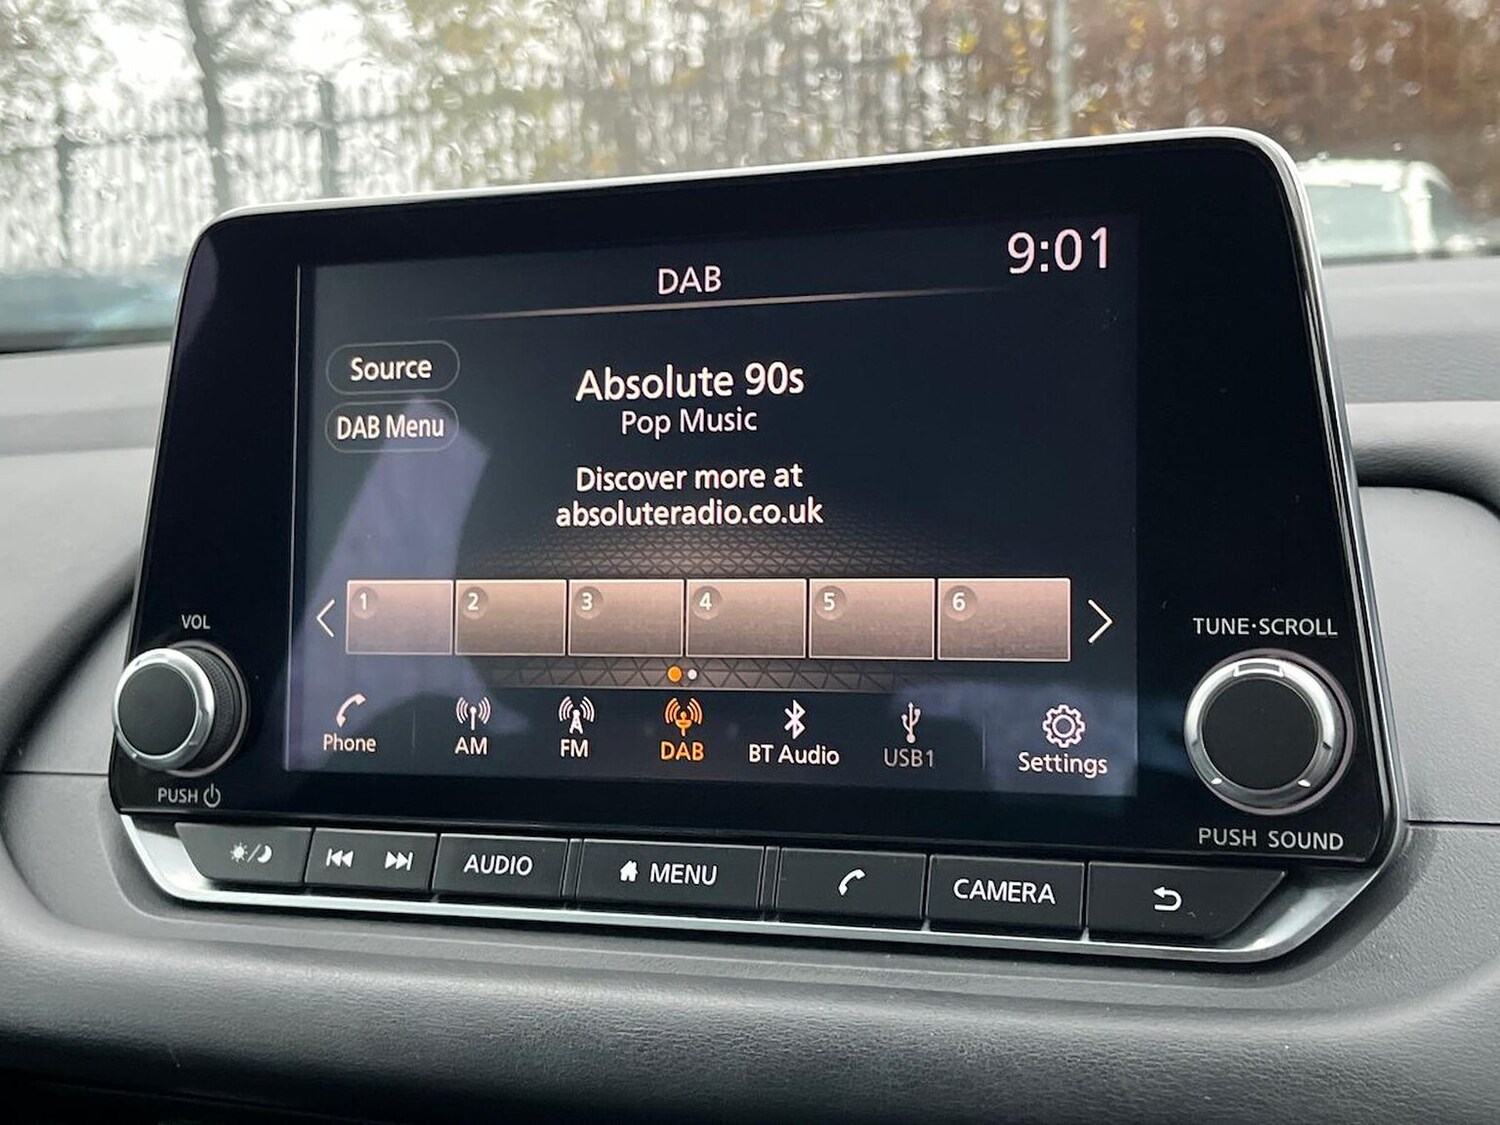 DAB
9:01
Source
DAB Menu
Absolute 90s
Pop Music
Discover more at
absoluteradio.co.uk
1 2 3 4 5 6
Phone AM FM DAB BT Audio USB1 Settings
VOL
PUSH
TUNE·SCROLL
PUSH SOUND
AUDIO MENU CAMERA